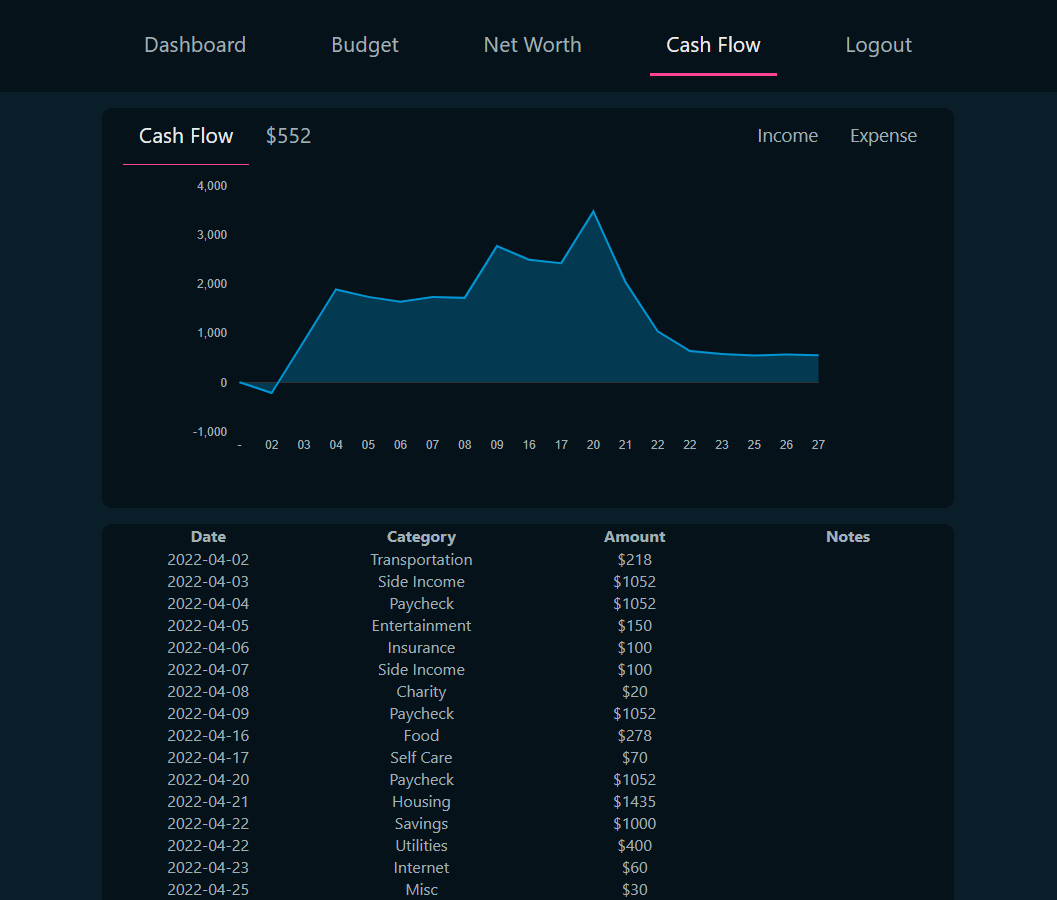 Dashboard Budget Net Worth Cash Flow Logout
Cash Flow $552 Income Expense
4,000
3,000
2,000
1,000
0
-1,000
- 02 03 04 05 06 07 08 09 16 17 20 21 22 22 23 25 26 27
Date Category Amount Notes
2022-04-02 Transportation $218
2022-04-03 Side Income $1052
2022-04-04 Paycheck $1052
2022-04-05 Entertainment $150
2022-04-06 Insurance $100
2022-04-07 Side Income $100
2022-04-08 Charity $20
2022-04-09 Paycheck $1052
2022-04-16 Food $278
2022-04-17 Self Care $70
2022-04-20 Paycheck $1052
2022-04-21 Housing $1435
2022-04-22 Savings $1000
2022-04-22 Utilities $400
2022-04-23 Internet $60
2022-04-25 Misc $30